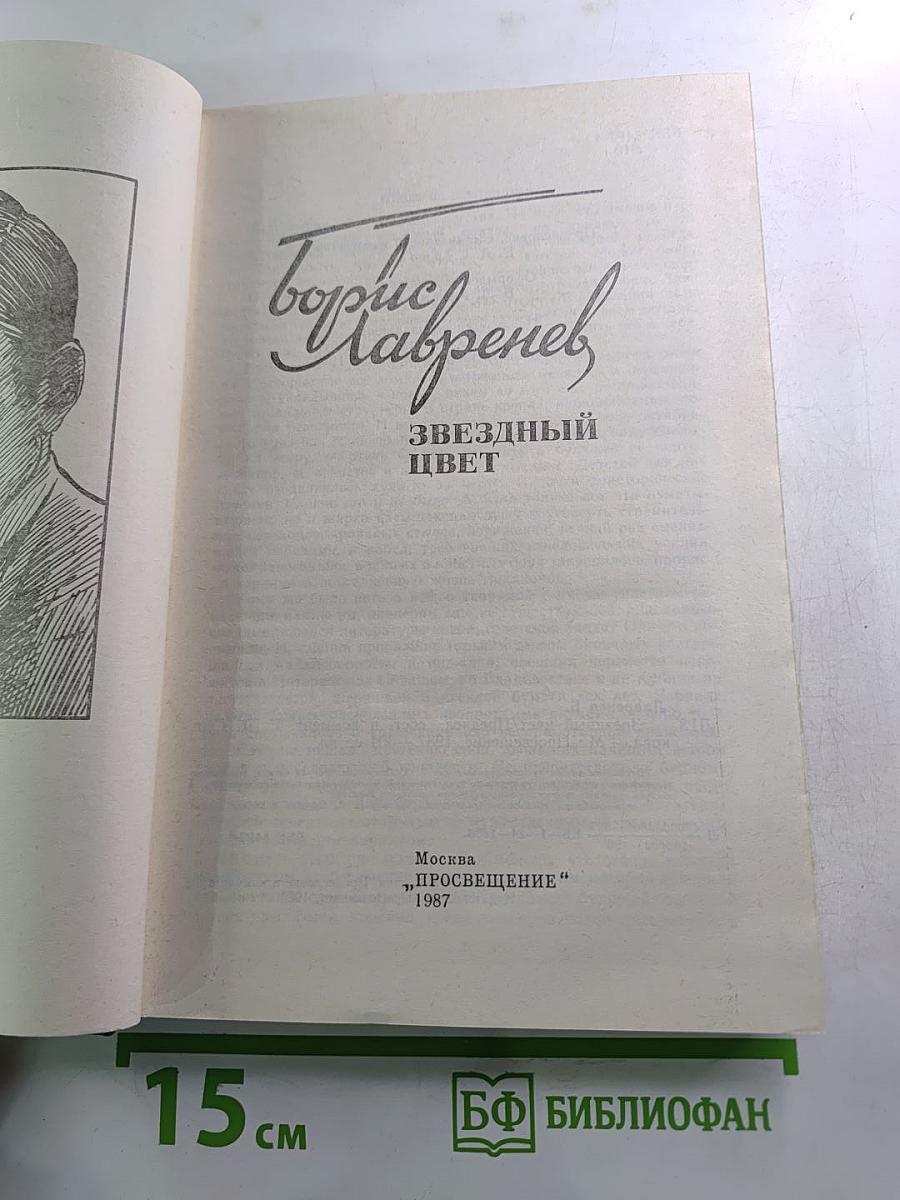 Борис
Лавренев
ЗВЕЗДНЫЙ
ЦВЕТ
Москва
„ПРОСВЕЩЕНИЕ“
1987
15 см
БФ БИБЛИОФАН